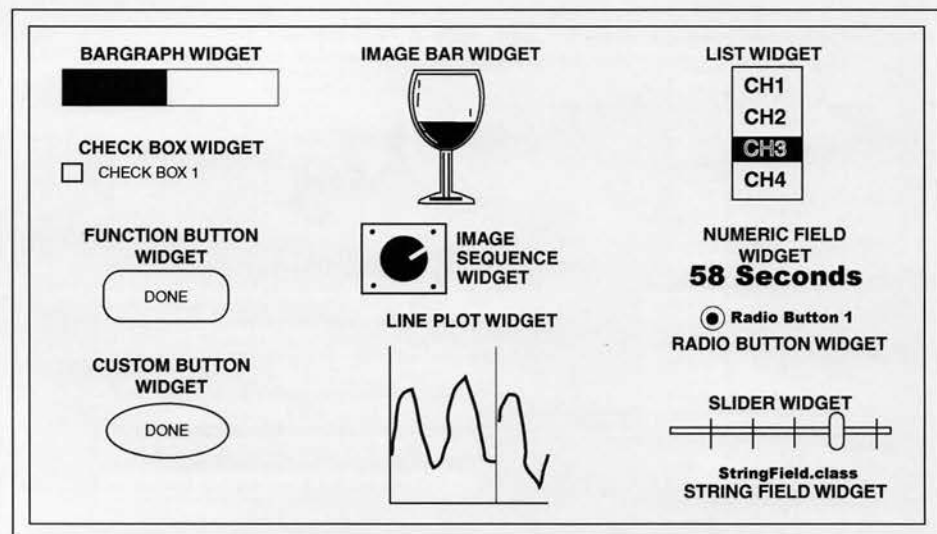 BARGRAPH WIDGET
CHECK BOX WIDGET
CHECK BOX 1
FUNCTION BUTTON
WIDGET
DONE
CUSTOM BUTTON
WIDGET
DONE
IMAGE BAR WIDGET
IMAGE
SEQUENCE
WIDGET
LINE PLOT WIDGET
LIST WIDGET
CH1
CH2
CH3
CH4
NUMERIC FIELD
WIDGET
58 Seconds
Radio Button 1
RADIO BUTTON WIDGET
SLIDER WIDGET
StringField.class
STRING FIELD WIDGET